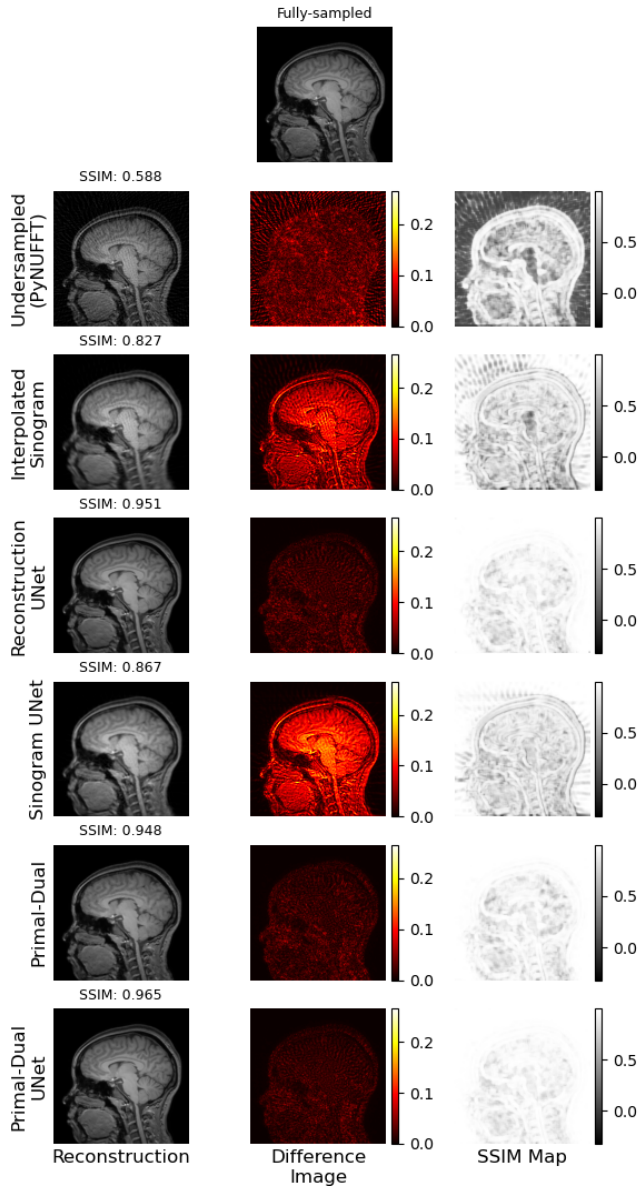 Fully-sampled
SSIM: 0.588
Undersampled
(PyNUFFT)
0.2
0.1
0.0
0.5
0.0
SSIM: 0.827
Interpolated
Sinogram
0.2
0.1
0.0
0.5
0.0
SSIM: 0.951
Reconstruction
UNet
0.2
0.1
0.0
0.5
0.0
SSIM: 0.867
Sinogram UNet
0.2
0.1
0.0
0.5
0.0
SSIM: 0.948
Primal-Dual
0.2
0.1
0.0
0.5
0.0
SSIM: 0.965
Primal-Dual
UNet
0.2
0.1
0.0
0.5
0.0
Reconstruction
Difference
Image
SSIM Map